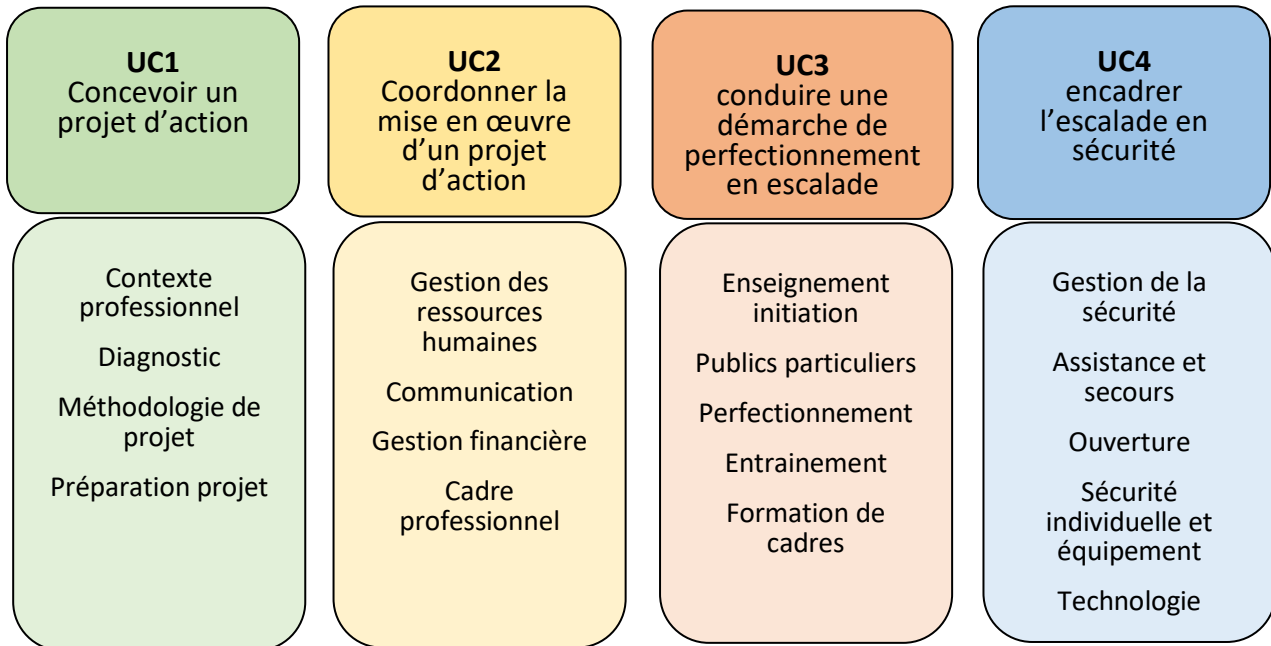 UC1
Concevoir un
projet d’action
Contexte
professionnel
Diagnostic
Méthodologie de
projet
Préparation projet
UC2
Coordonner la
mise en œuvre
d’un projet
d’action
Gestion des
ressources
humaines
Communication
Gestion financière
Cadre
professionnel
UC3
conduire une
démarche de
perfectionnement
en escalade
Enseignement
initiation
Publics particuliers
Perfectionnement
Entrainement
Formation de
cadres
UC4
encadrer
l’escalade en
sécurité
Gestion de la
sécurité
Assistance et
secours
Ouverture
Sécurité
individuelle et
équipement
Technologie